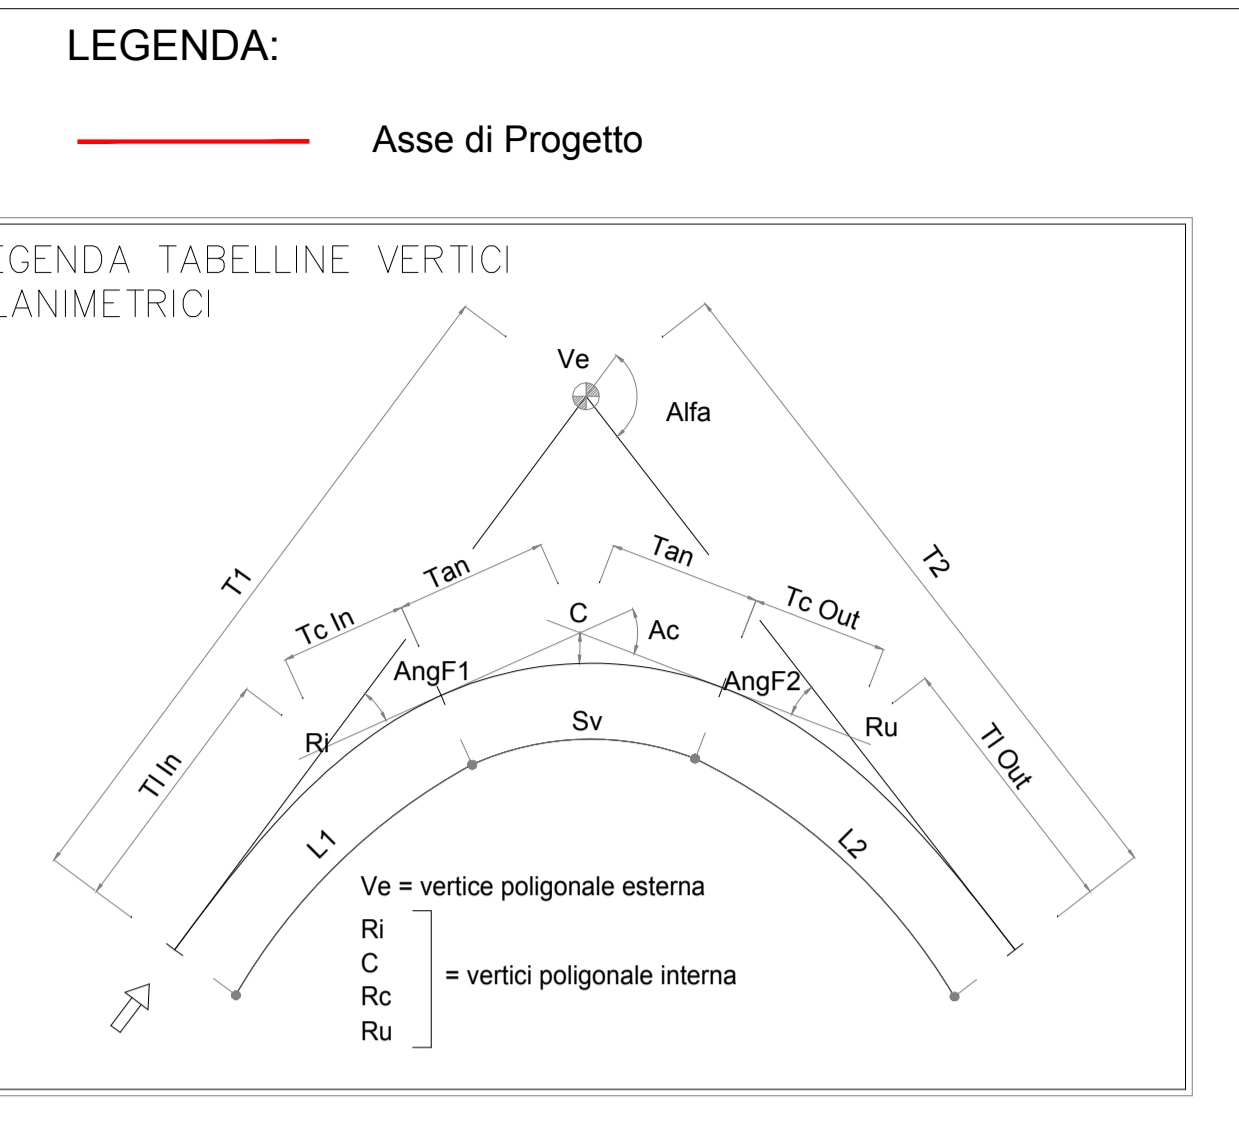 LEGENDA:
Asse di Progetto
EGENDA TABELLINE VERTICI
LANIMETRICI
Ve
Alfa
T1
T2
Tan
Tan
Tc In
Tc Out
C
Ac
AngF1
AngF2
Ri
Ru
Sv
Tl In
Tl Out
L1
L2
Ve = vertice poligonale esterna
Ri
C
= vertici poligonale interna
Rc
Ru